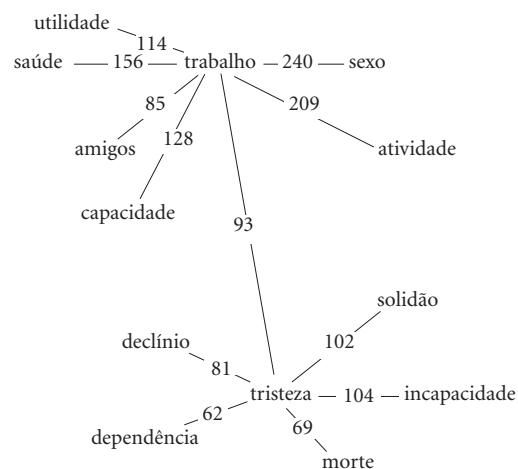 utilidade
114
saúde 156 trabalho 240 sexo
85 209
amigos 128 atividade
capacidade
93
solidão
declínio 102
81
tristeza 104 incapacidade
62
dependência 69
morte